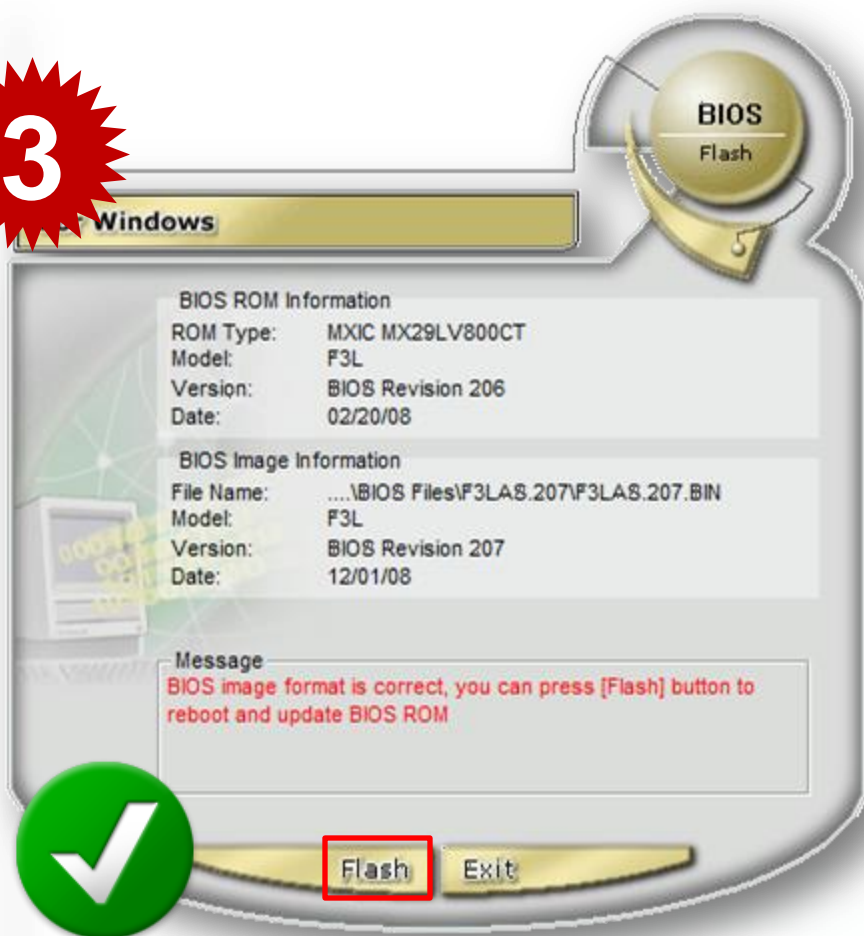 3
BIOS
Flash
Windows
BIOS ROM Information
ROM Type: MXIC MX29LV800CT
Model: F3L
Version: BIOS Revision 206
Date: 02/20/08
BIOS Image Information
File Name: ....\BIOS Files\F3LAS.207\F3LAS.207.BIN
Model: F3L
Version: BIOS Revision 207
Date: 12/01/08
Message
BIOS image format is correct, you can press [Flash] button to
reboot and update BIOS ROM
Flash Exit